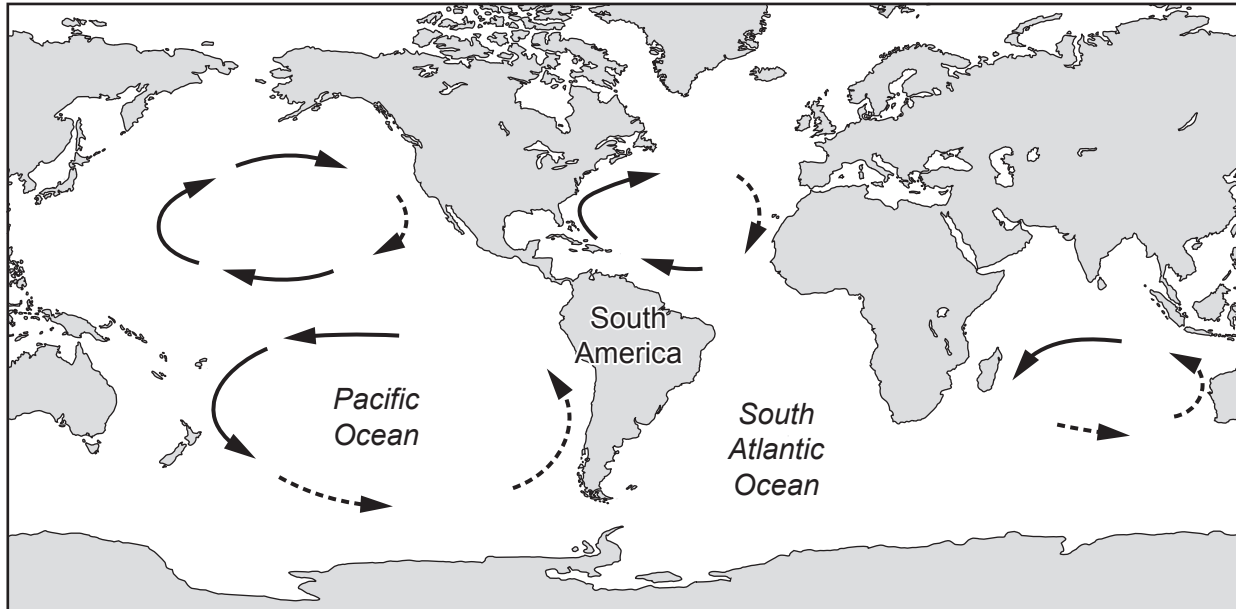 South
America
Pacific
Ocean
South
Atlantic
Ocean